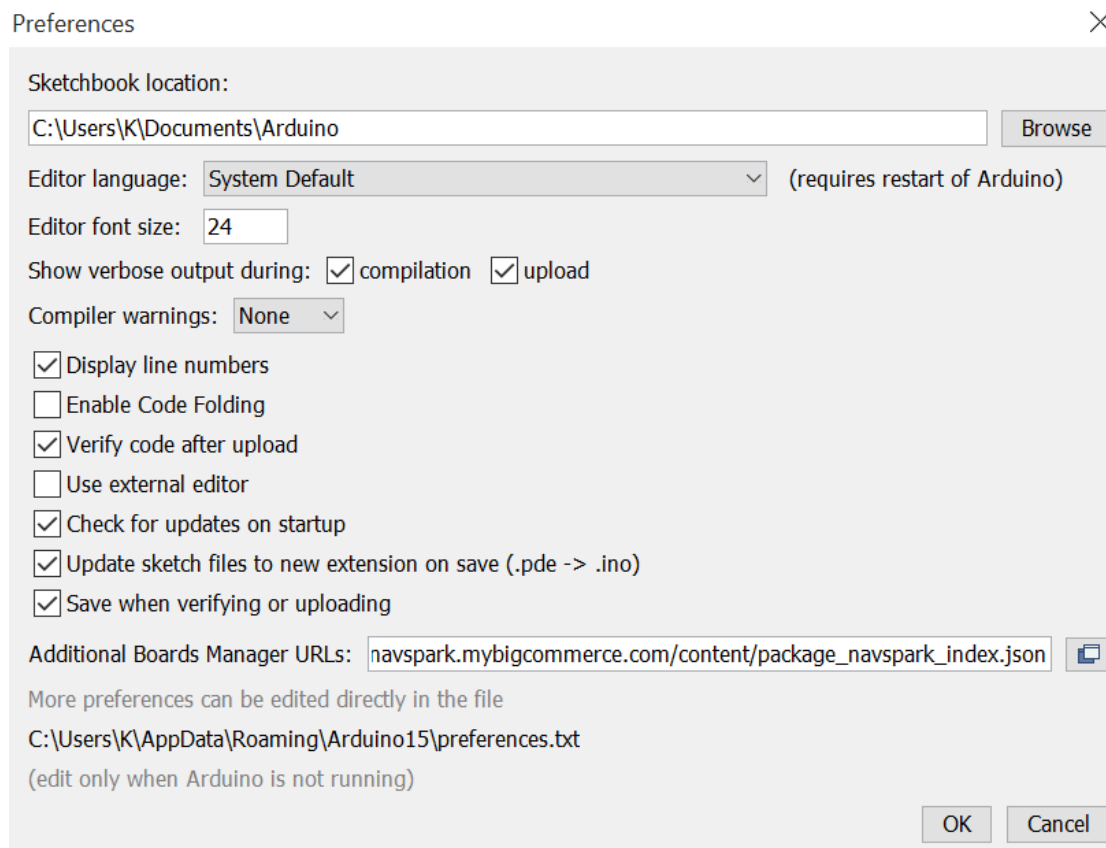 Preferences
Sketchbook location:
C:\Users\K\Documents\Arduino Browse
Editor language: System Default (requires restart of Arduino)
Editor font size: 24
Show verbose output during: compilation upload
Compiler warnings: None
Display line numbers
Enable Code Folding
Verify code after upload
Use external editor
Check for updates on startup
Update sketch files to new extension on save (.pde -> .ino)
Save when verifying or uploading
Additional Boards Manager URLs: navspark.mybigcommerce.com/content/package_navspark_index.json
More preferences can be edited directly in the file
C:\Users\K\AppData\Roaming\Arduino15\preferences.txt
(edit only when Arduino is not running)
OK Cancel